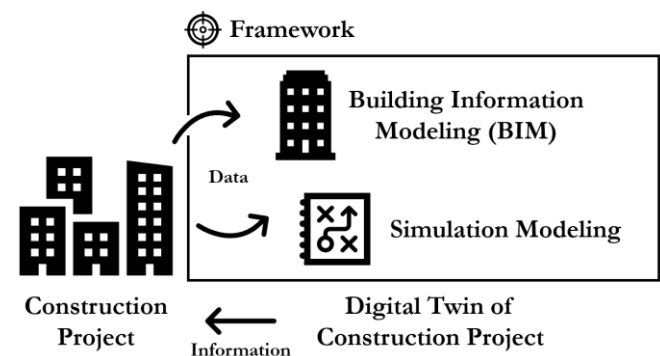 Framework
Building Information
Modeling (BIM)
Data
Simulation Modeling
Construction
Project
Digital Twin of
Construction Project
Information